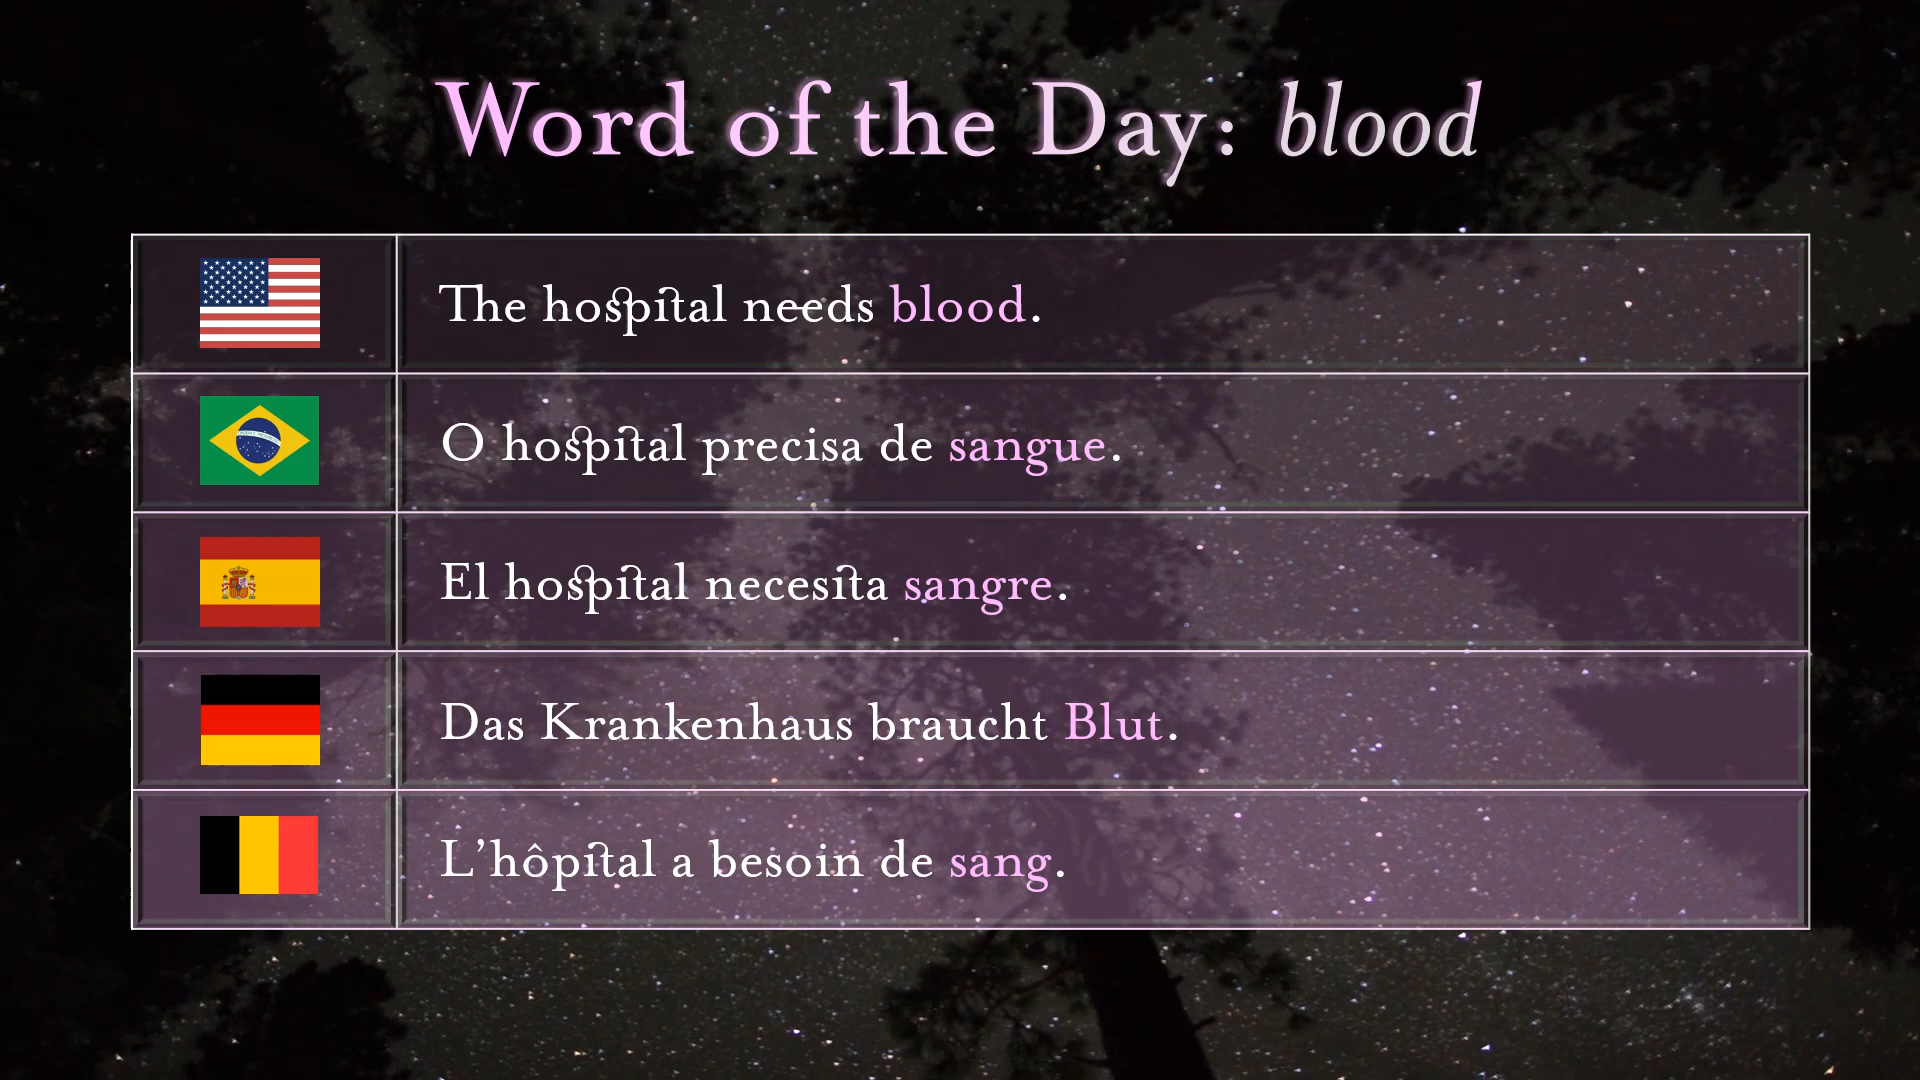 Word of the Day: blood
The hospital needs blood.
O hospital precisa de sangue.
El hospital necesita sangre.
Das Krankenhaus braucht Blut.
L’hôpital a besoin de sang.